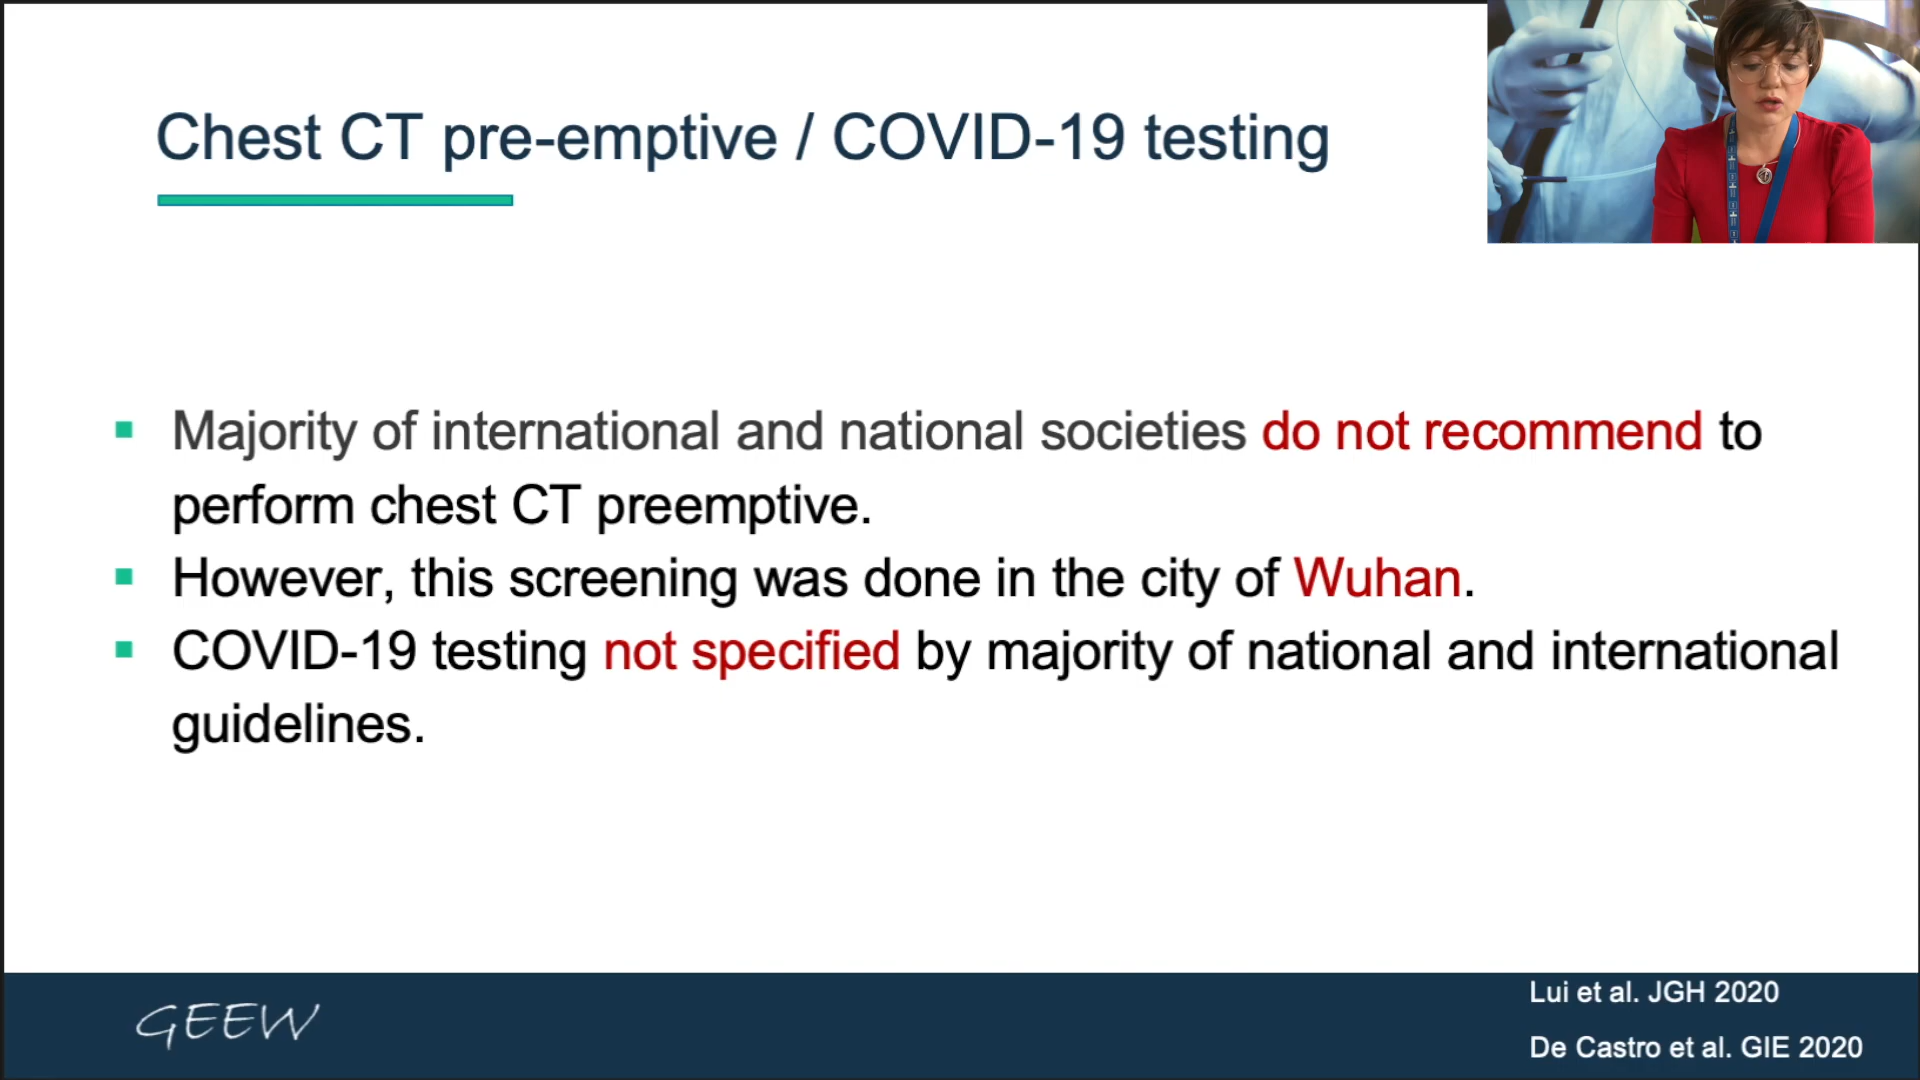 Chest CT pre-emptive / COVID-19 testing
Majority of international and national societies do not recommend to
perform chest CT preemptive.
However, this screening was done in the city of Wuhan.
COVID-19 testing not specified by majority of national and international
guidelines.
GEEW
Lui et al. JGH 2020
De Castro et al. GIE 2020